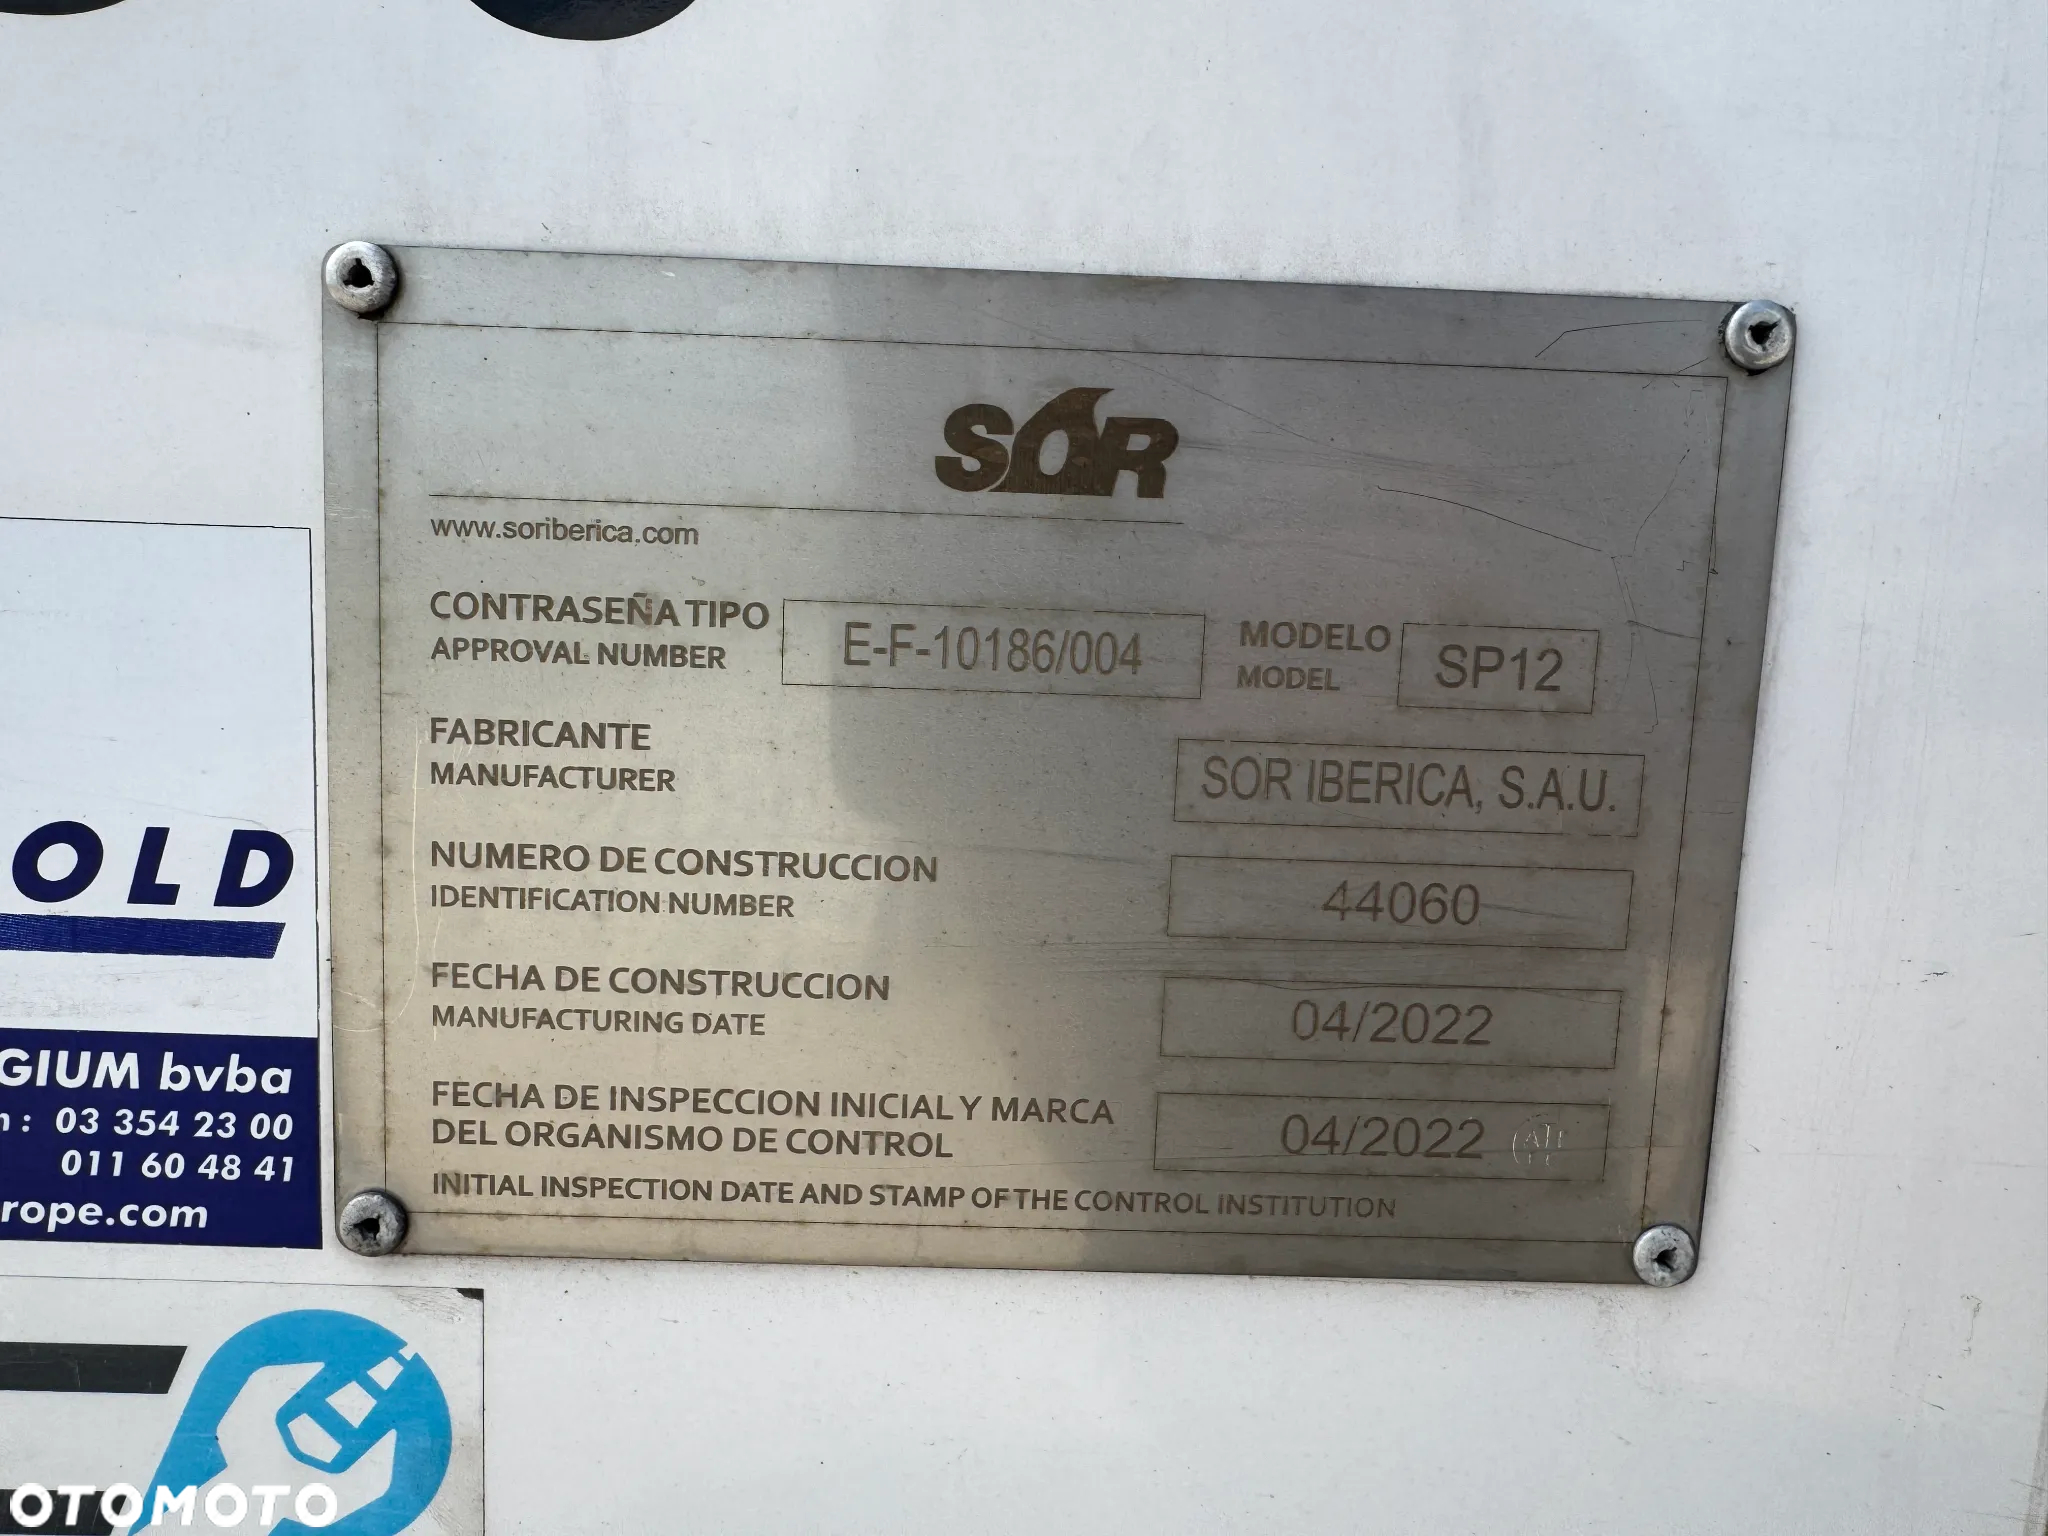 SOR
www.soriberica.com
CONTRASEÑA TIPO
APPROVAL NUMBER
E-F-10186/004
MODELO
MODEL
SP12
FABRICANTE
MANUFACTURER
SOR IBERICA, S.A.U.
NUMERO DE CONSTRUCCION
IDENTIFICATION NUMBER
44060
FECHA DE CONSTRUCCION
MANUFACTURING DATE
04/2022
FECHA DE INSPECCION INICIAL Y MARCA
DEL ORGANISMO DE CONTROL
04/2022
INITIAL INSPECTION DATE AND STAMP OF THE CONTROL INSTITUTION
OLD
GIUM bvba
: 03 354 23 00
011 60 48 41
rope.com
OTOMOTO